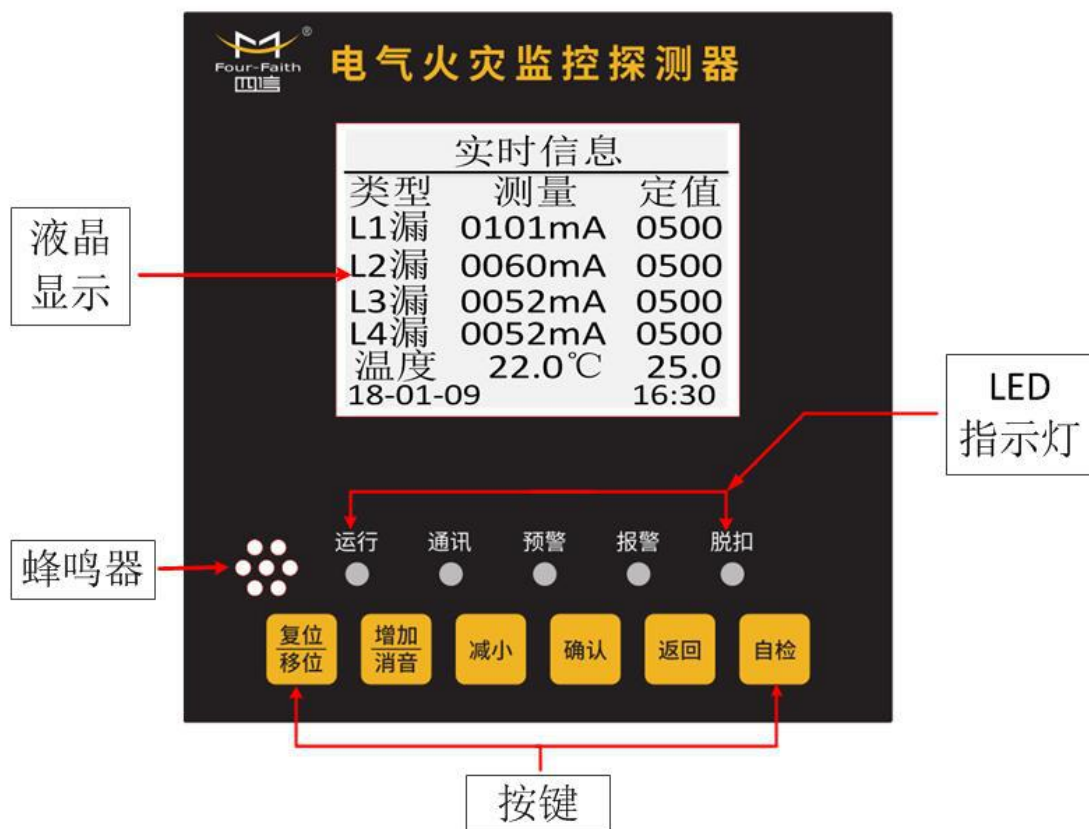 Four-Faith
®
四信
电气火灾监控探测器
实时信息
类型 测量 定值
L1漏 0101mA 0500
L2漏 0060mA 0500
L3漏 0052mA 0500
L4漏 0052mA 0500
温度 22.0℃ 25.0
18-01-09 16:30
液晶
显示
LED
指示灯
蜂鸣器
运行 通讯 预警 报警 脱扣
复位 增加 减小 确认 返回 自检
移位 消音
按键